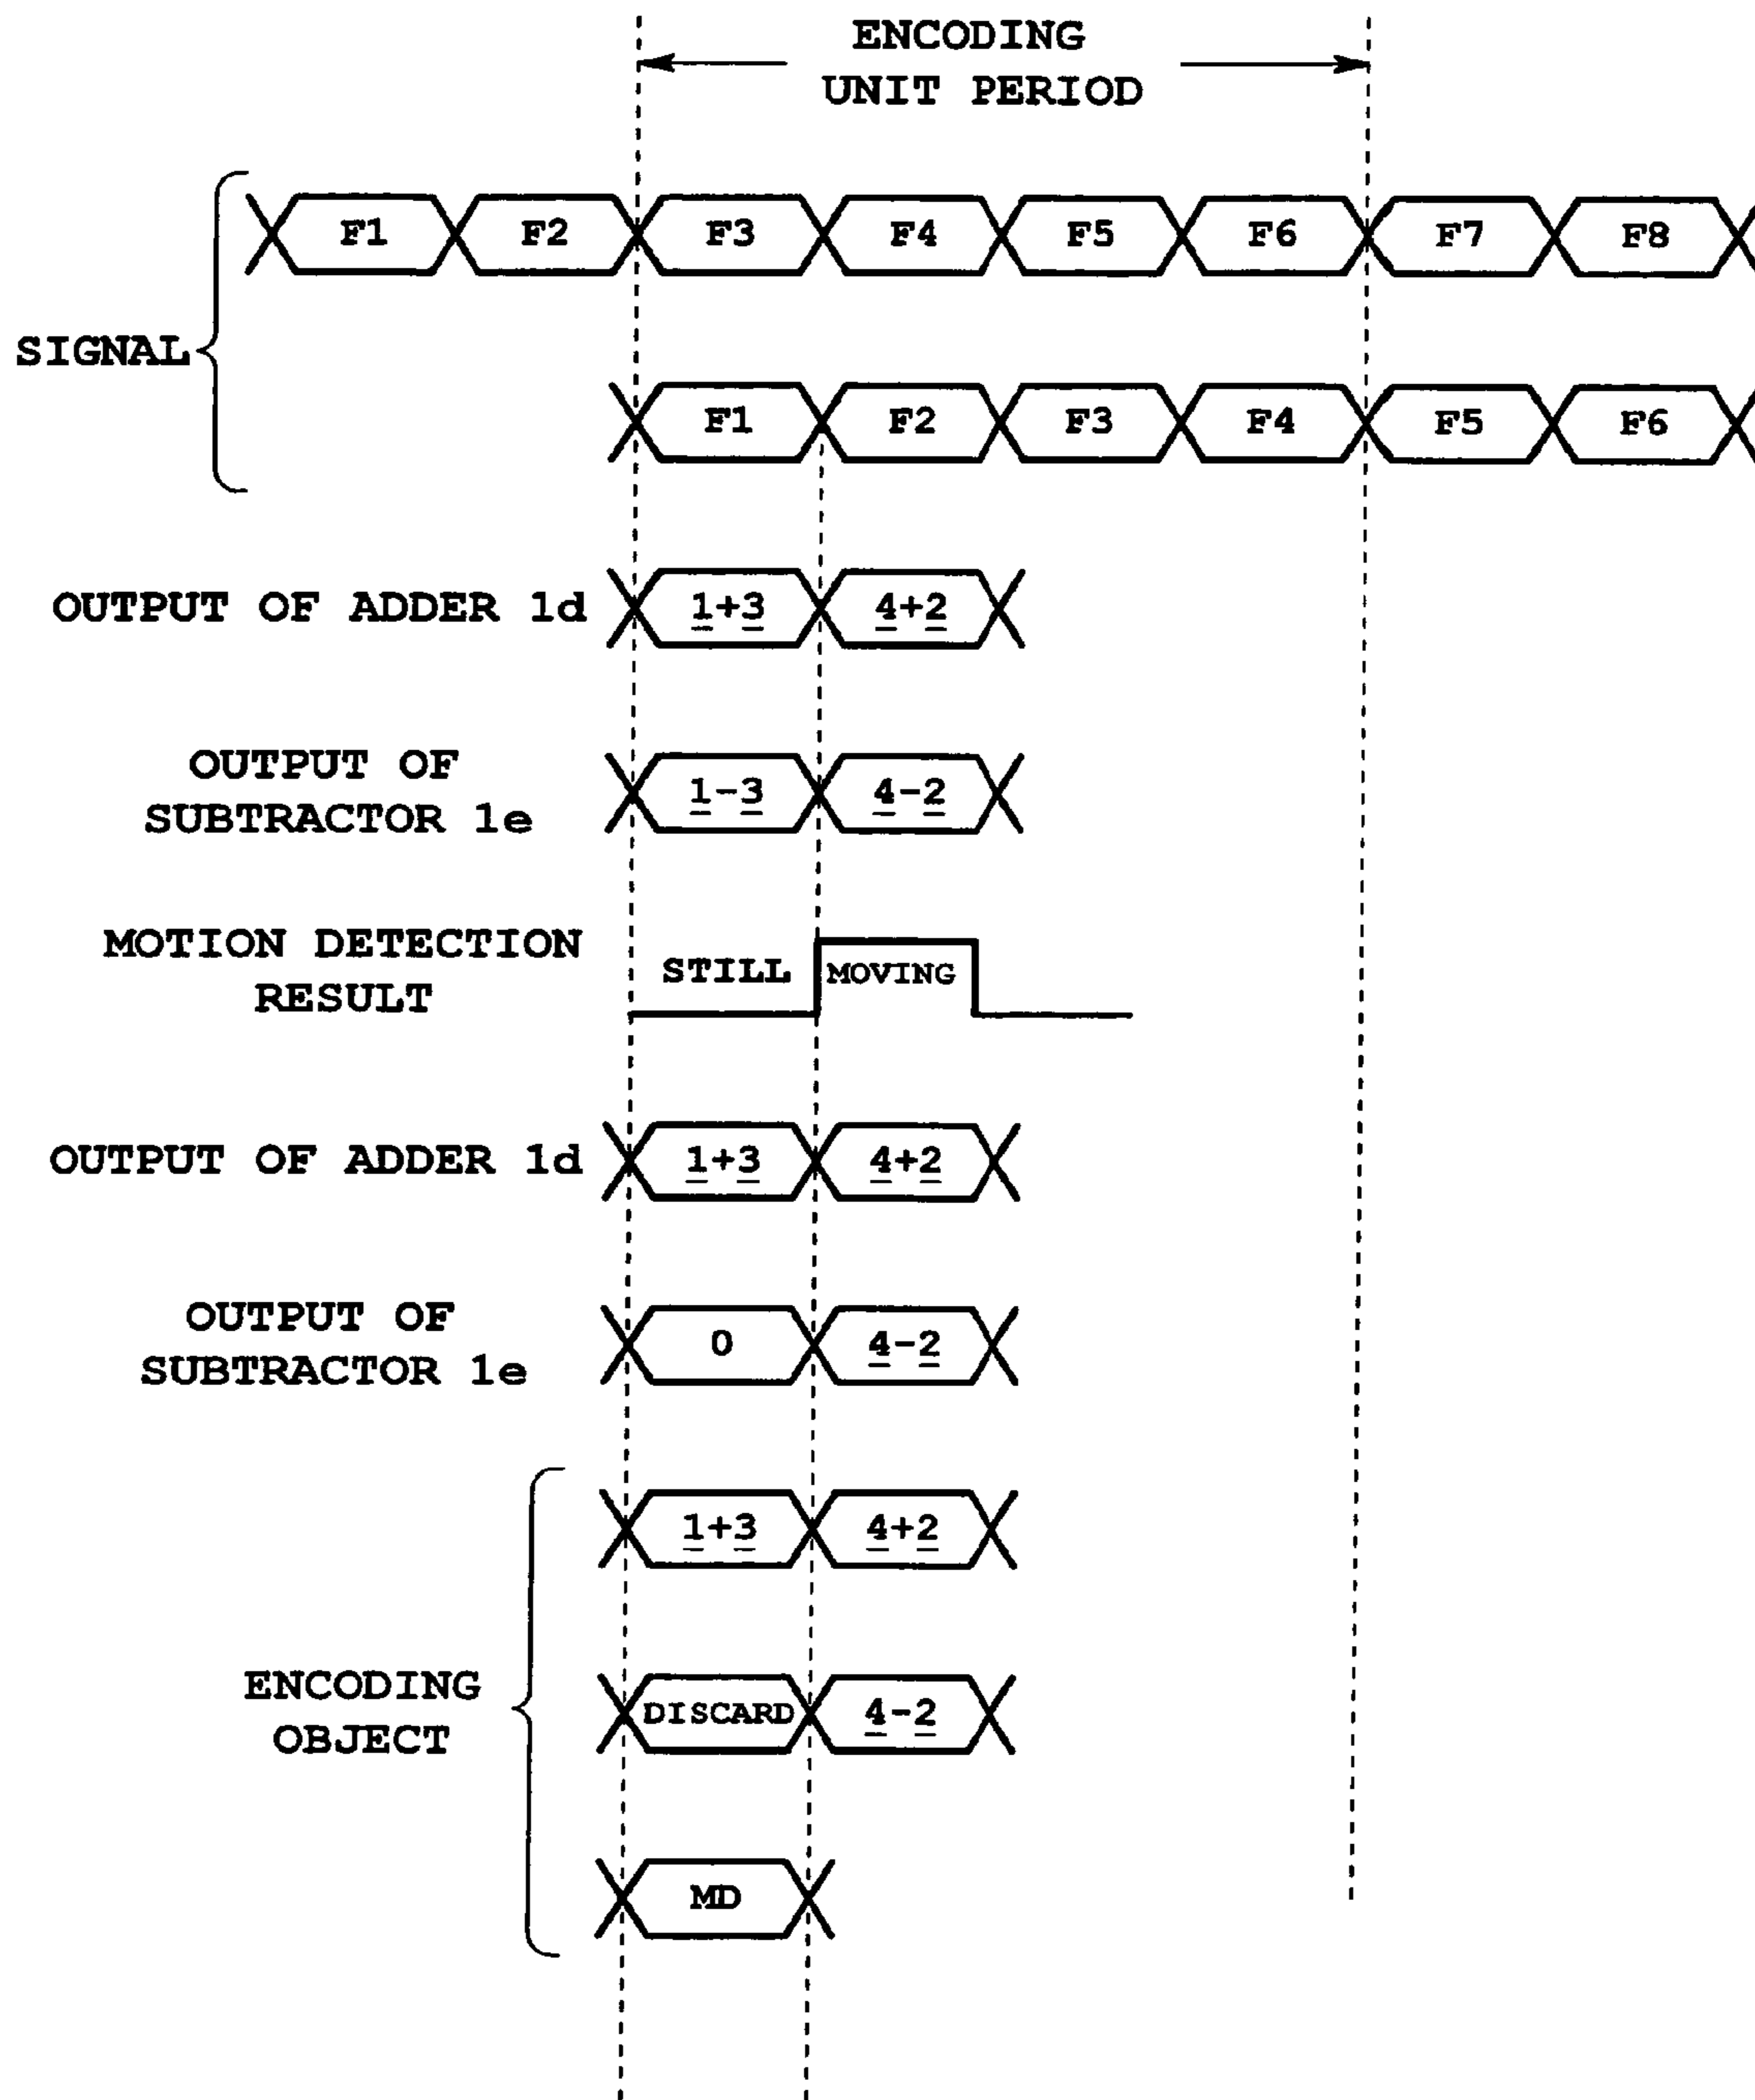 ENCODING
UNIT PERIOD
F1 F2 F3 F4 F5 F6 F7 F8
SIGNAL
F1 F2 F3 F4 F5 F6
OUTPUT OF ADDER 1d
1+3 4+2
OUTPUT OF
SUBTRACTOR 1e
1-3 4-2
MOTION DETECTION
RESULT
STILL MOVING
OUTPUT OF ADDER 1d
1+3 4+2
OUTPUT OF
SUBTRACTOR 1e
0 4-2
1+3 4+2
ENCODING
OBJECT
DISCARD 4-2
MD